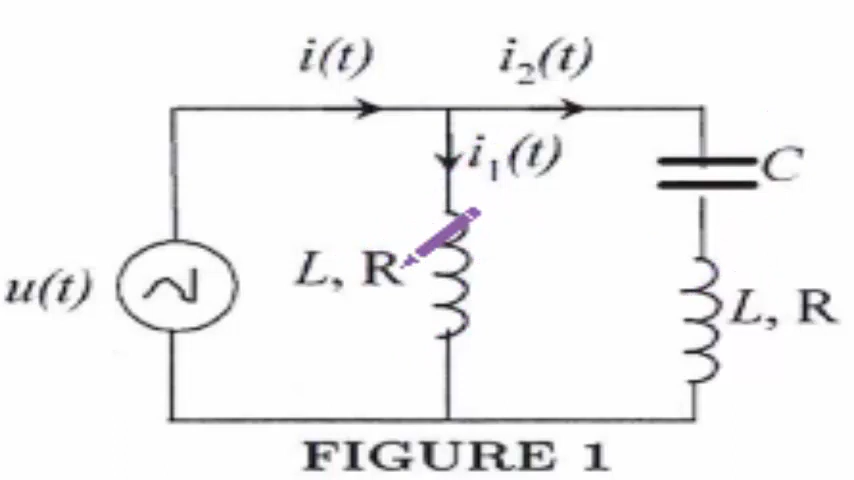 i(t)
i₂(t)
i₁(t)
C
u(t)
L, R
L, R
FIGURE 1